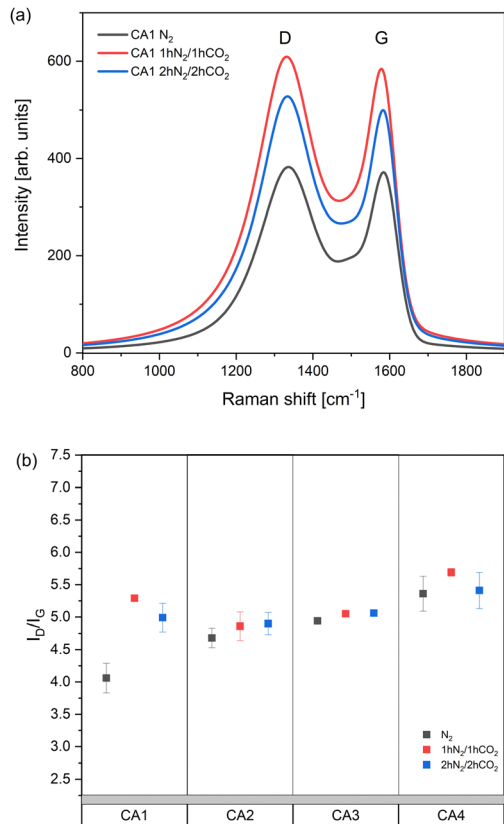 (a)
CA1 N₂
CA1 1hN₂/1hCO₂
CA1 2hN₂/2hCO₂
D
G
Intensity [arb. units]
600
400
200
0
800
1000
1200
1400
1600
1800
Raman shift [cm⁻¹]
(b)
I_D/I_G
7.5
7.0
6.5
6.0
5.5
5.0
4.5
4.0
3.5
3.0
2.5
N₂
1hN₂/1hCO₂
2hN₂/2hCO₂
CA1
CA2
CA3
CA4